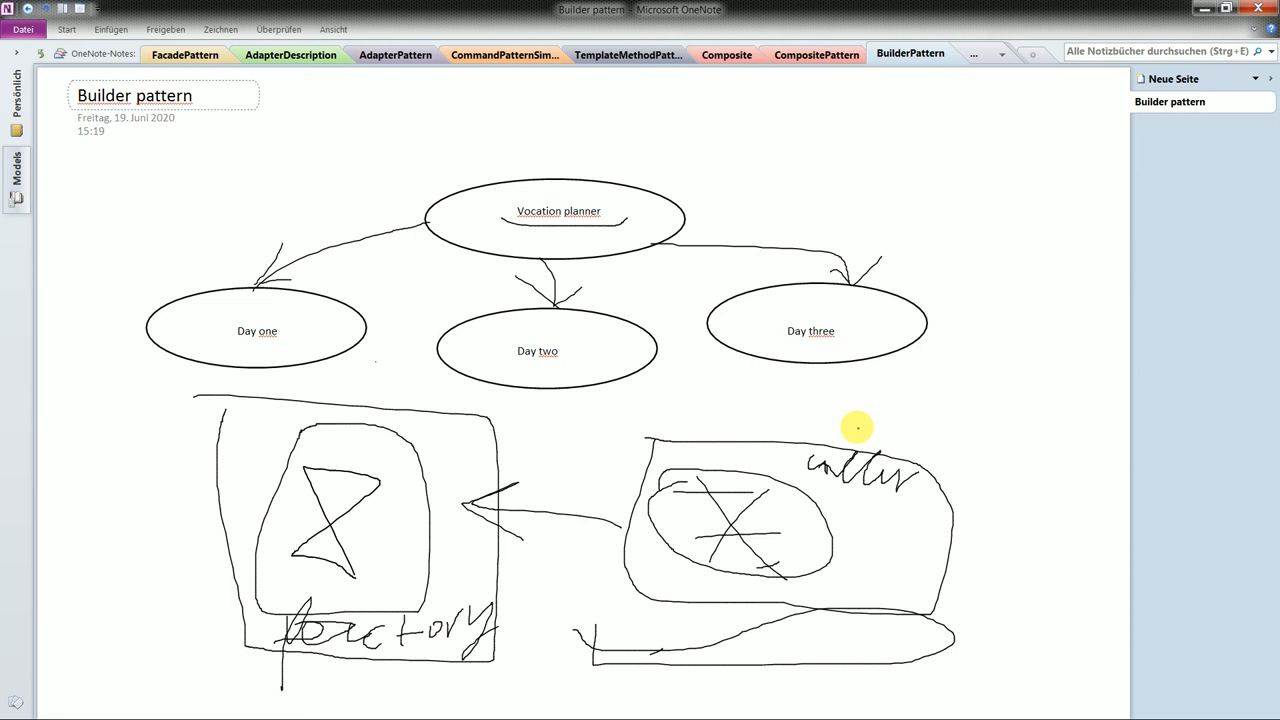 Builder pattern – Microsoft OneNote
Datei Start Einfügen Freigeben Zeichnen Überprüfen Ansicht
OneNote-Notes: FacadePattern AdapterDescription AdapterPattern CommandPatternSim... TemplateMethodPatt... Composite CompositePattern BuilderPattern ... Alle Notizbücher durchsuchen (Strg+E)
Persönlich
Models
Neue Seite
Builder pattern
Builder pattern
Freitag, 19. Juni 2020
15:19
Vocation planner
Day one
Day two
Day three
factory